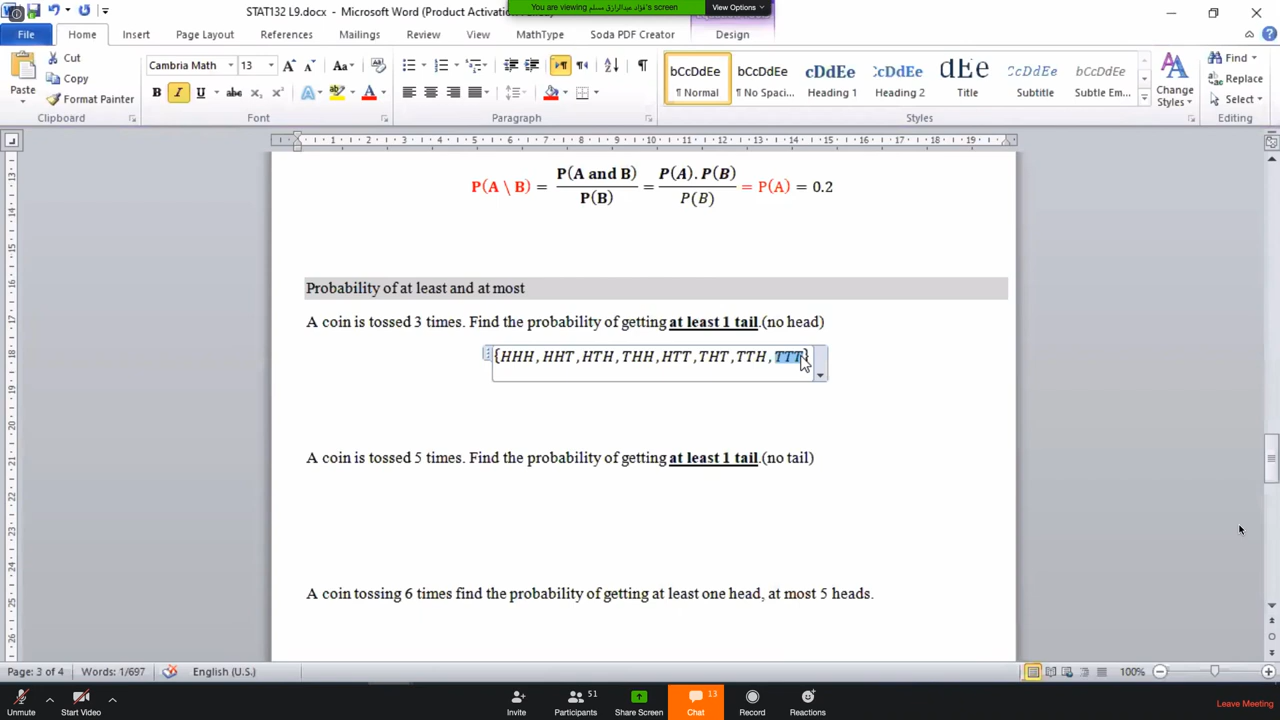 STAT132 L9.docx - Microsoft Word (Product Activation
You are viewing فؤاد عبدالرازق مسلم's screen
View Options
File Home Insert Page Layout References Mailings Review View MathType Soda PDF Creator Design
Paste
Cut
Copy
Format Painter
Clipboard
Cambria Math 13
Font
Paragraph
bCcDdEe bCcDdEe cDdEe CcDdEe dEe CcDdEe bCcDdEe
¶ Normal ¶ No Spaci... Heading 1 Heading 2 Title Subtitle Subtle Em...
Styles
Change Styles
Find
Replace
Select
Editing
P(A \ B) = P(A and B) / P(B) = P(A). P(B) / P(B) = P(A) = 0.2
Probability of at least and at most
A coin is tossed 3 times. Find the probability of getting at least 1 tail.(no head)
{HHH,HHT,HTH,THH,HTT,THT,TTH,TTT}
A coin is tossed 5 times. Find the probability of getting at least 1 tail.(no tail)
A coin tossing 6 times find the probability of getting at least one head, at most 5 heads.
Page: 3 of 4 Words: 1/697 English (U.S.) 100%
Unmute Start Video Invite Participants 51 Share Screen Chat 13 Record Reactions Leave Meeting